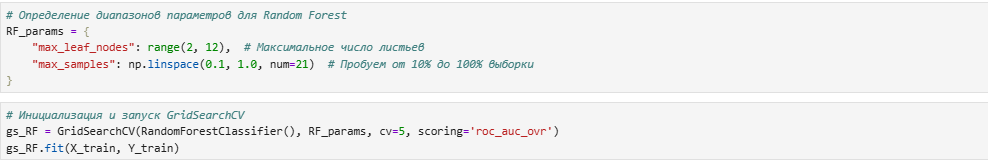 # Определение диапазонов параметров для Random Forest
RF_params = {
    "max_leaf_nodes": range(2, 12),  # Максимальное число листьев
    "max_samples": np.linspace(0.1, 1.0, num=21)  # Пробуем от 10% до 100% выборки
}
# Инициализация и запуск GridSearchCV
gs_RF = GridSearchCV(RandomForestClassifier(), RF_params, cv=5, scoring='roc_auc_ovr')
gs_RF.fit(X_train, Y_train)